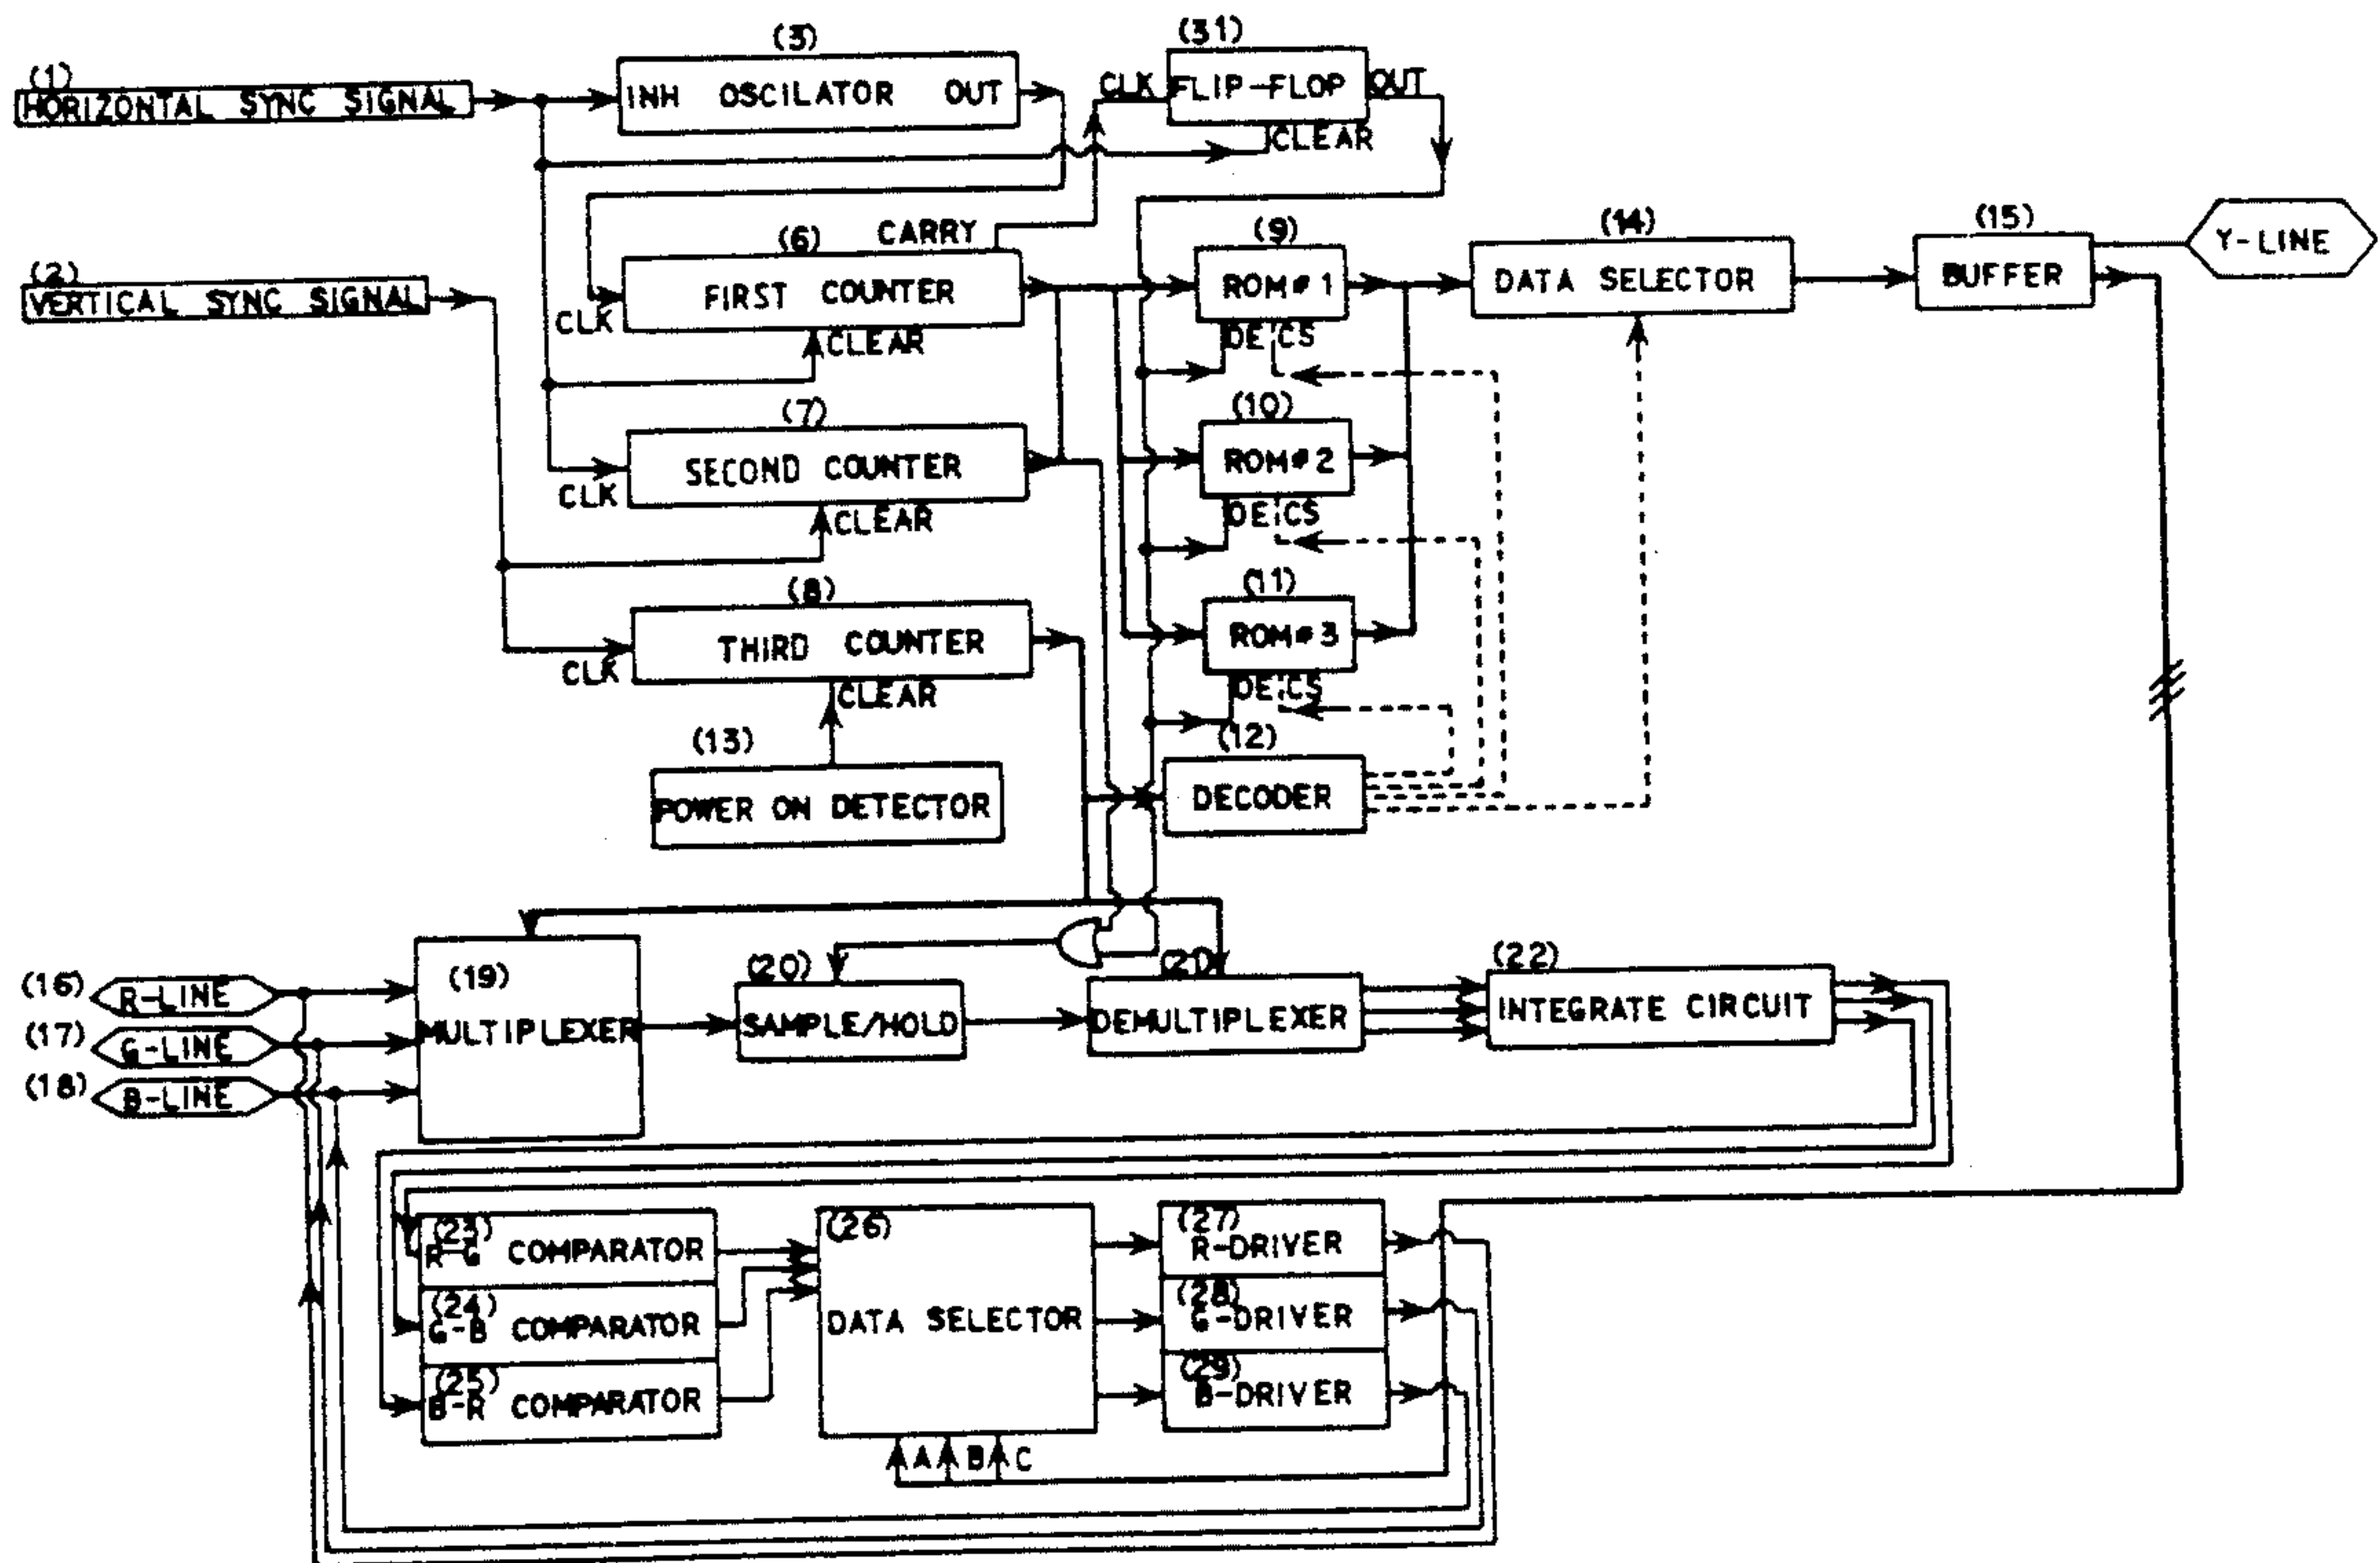 (1)
HORIZONTAL SYNC SIGNAL
(3)
INH OSCILATOR OUT
(31)
CLK FLIP-FLOP OUT
CLEAR
(2)
VERTICAL SYNC SIGNAL
(6) CARRY
FIRST COUNTER
CLK CLEAR
(9)
ROM#1
OE CS
(14)
DATA SELECTOR
(15)
BUFFER
Y-LINE
(7)
SECOND COUNTER
CLK CLEAR
(10)
ROM#2
OE CS
(8)
THIRD COUNTER
CLK CLEAR
(11)
ROM#3
OE CS
(13)
POWER ON DETECTOR
(12)
DECODER
(16) R-LINE
(17) G-LINE
(18) B-LINE
(19)
MULTIPLEXER
(20)
SAMPLE/HOLD
(21)
DEMULTIPLEXER
(22)
INTEGRATE CIRCUIT
(23)
R-G COMPARATOR
(24)
G-B COMPARATOR
(25)
B-R COMPARATOR
(26)
DATA SELECTOR
A B C
(27)
R-DRIVER
(28)
G-DRIVER
(29)
B-DRIVER